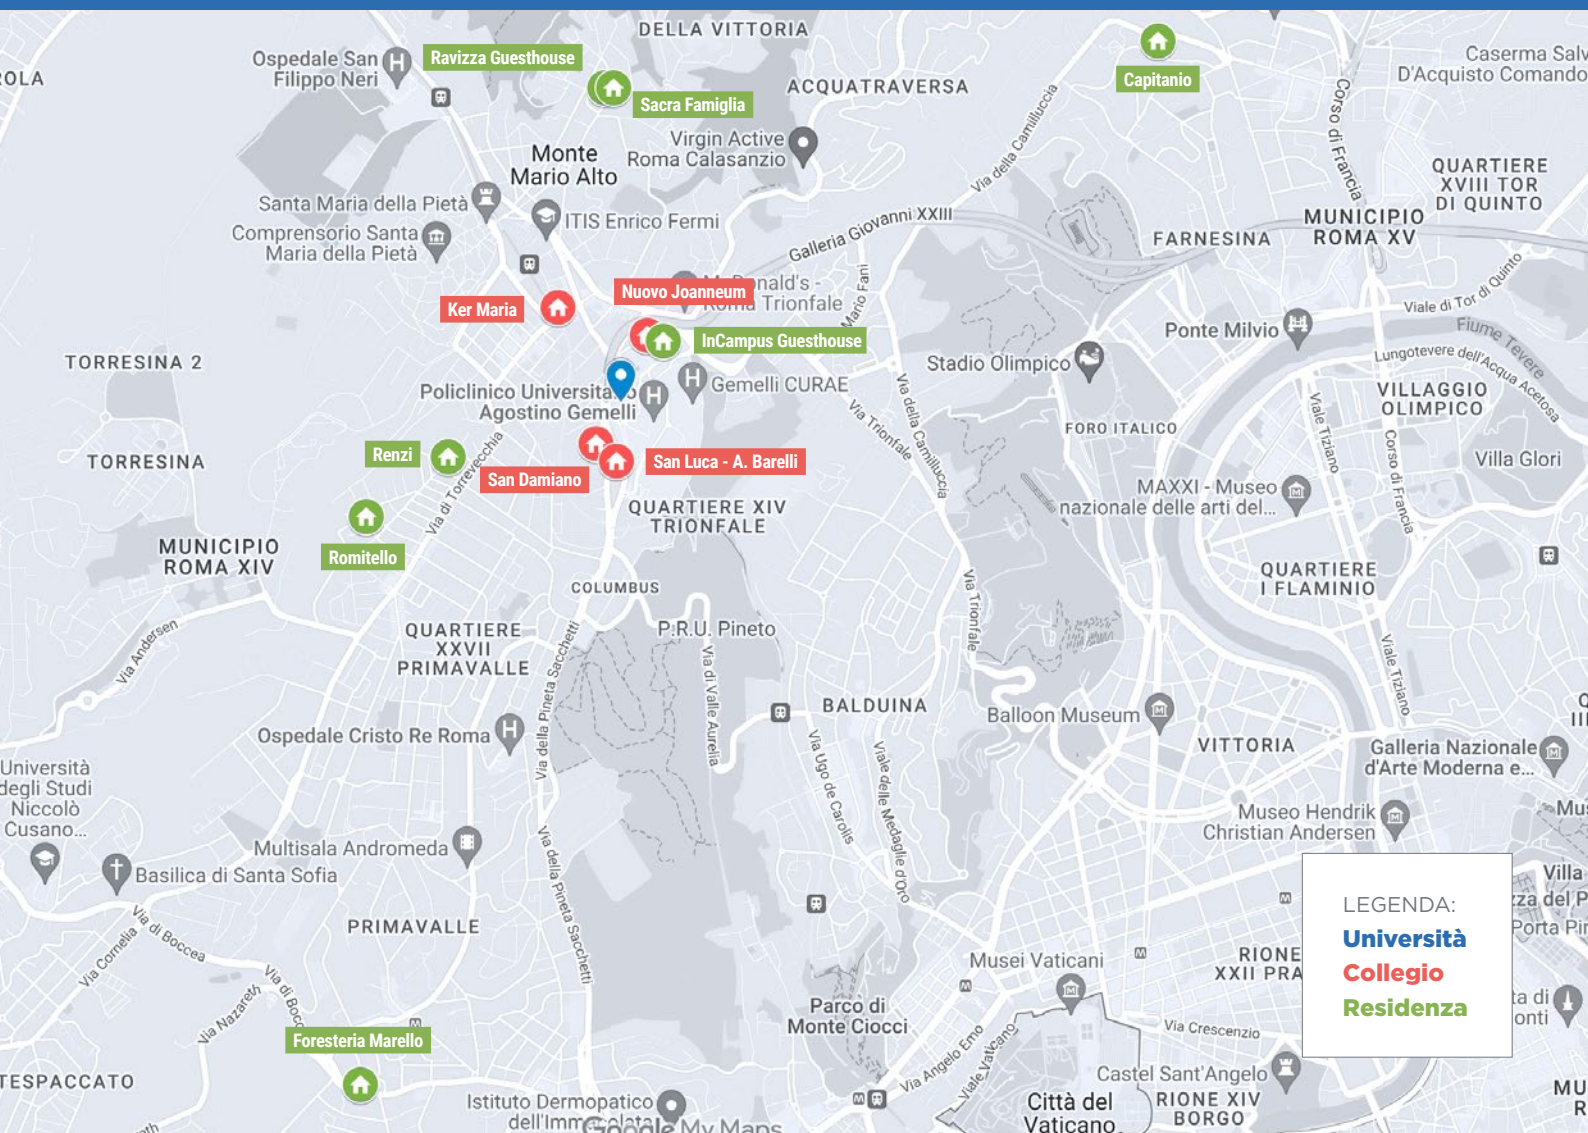 DELLA VITTORIA
Ospedale San
Filippo Neri
Ravizza Guesthouse
Sacra Famiglia
ACQUATRAVERSA
Capitanio
Caserma Salv
D'Acquisto Comando
Corso di Francia
Virgin Active
Roma Calasanzio
Monte
Mario Alto
Via della Camilluccia
QUARTIERE
XVIII TOR
DI QUINTO
Santa Maria della Pietà
Comprensorio Santa
Maria della Pietà
ITIS Enrico Fermi
Galleria Giovanni XXIII
FARNESINA
MUNICIPIO
ROMA XV
Ker Maria
Nuovo Joanneum
Mario Fani
Viale di Tor di Quinto
InCampus Guesthouse
Ponte Milvio
Fiume Tevere
Lungotevere dell'Acqua Acetosa
TORRESINA 2
Stadio Olimpico
Policlinico
Agostino Gemelli
Gemelli CURAE
VILLAGGIO
OLIMPICO
Via della Camilluccia
Via Trionfale
Viale Tiziano
Corso di Francia
FORO ITALICO
TORRESINA
Renzi
Via di Torrevecchia
San Damiano
San Luca - A. Barelli
Villa Glori
MAXXI - Museo
nazionale delle arti del...
QUARTIERE XIV
TRIONFALE
Romitello
MUNICIPIO
ROMA XIV
COLUMBUS
QUARTIERE
I FLAMINIO
Via Trionfale
Via Andersen
QUARTIERE
XXVII
PRIMAVALLE
Via della Pineta Sacchetti
P.R.U. Pineto
Via di Valle Aurelia
Viale Tiziano
BALDUINA
Balloon Museum
Ospedale Cristo Re Roma
VITTORIA
Galleria Nazionale
d'Arte Moderna e...
Via Ugo de Carolis
Viale delle Medaglie d'Oro
Università
degli Studi
Niccolò
Cusano...
Museo Hendrik
Christian Andersen
Multisala Andromeda
Via della Pineta Sacchetti
Basilica di Santa Sofia
Villa
LEGENDA:
Università
Collegio
Residenza
PRIMAVALLE
Via di Boccea
Via Cornelia
Porta
Musei Vaticani
RIONE
XXII PRA
Via Nazareth
Parco di
Monte Ciocci
Via Crescenzio
Foresteria Marello
Via Angelo Emo
Viale Vaticano
TESPACCATO
Castel Sant'Angelo
Istituto Dermopatico
Città del
Vaticano
RIONE XIV
BORGO
My Maps